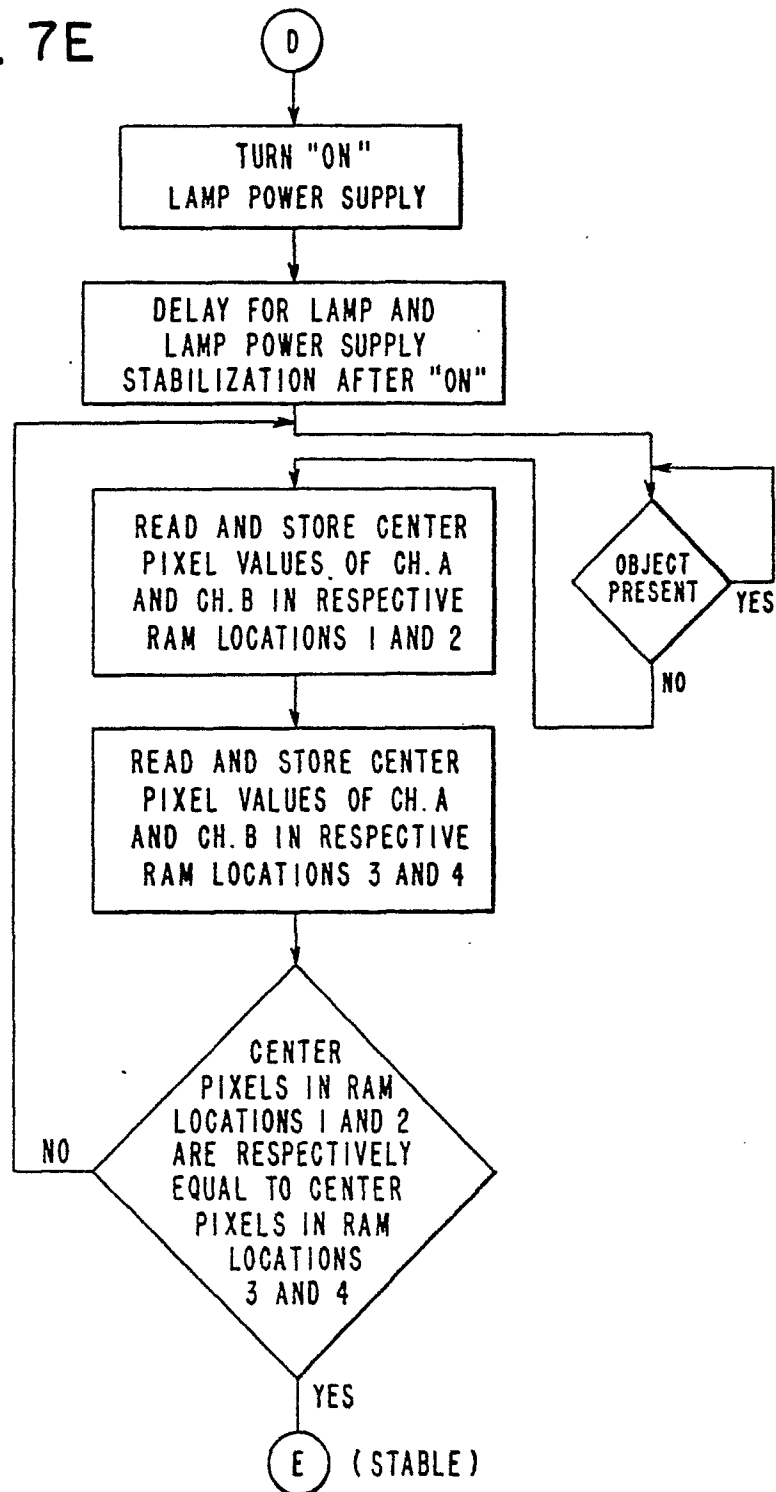 . 7E
D
TURN "ON"
LAMP POWER SUPPLY
DELAY FOR LAMP AND
LAMP POWER SUPPLY
STABILIZATION AFTER "ON"
READ AND STORE CENTER
PIXEL VALUES OF CH.A
AND CH.B IN RESPECTIVE
RAM LOCATIONS 1 AND 2
OBJECT
PRESENT
YES
NO
READ AND STORE CENTER
PIXEL VALUES OF CH.A
AND CH.B IN RESPECTIVE
RAM LOCATIONS 3 AND 4
CENTER
PIXELS IN RAM
LOCATIONS 1 AND 2
ARE RESPECTIVELY
EQUAL TO CENTER
PIXELS IN RAM
LOCATIONS
3 AND 4
NO
YES
E (STABLE)